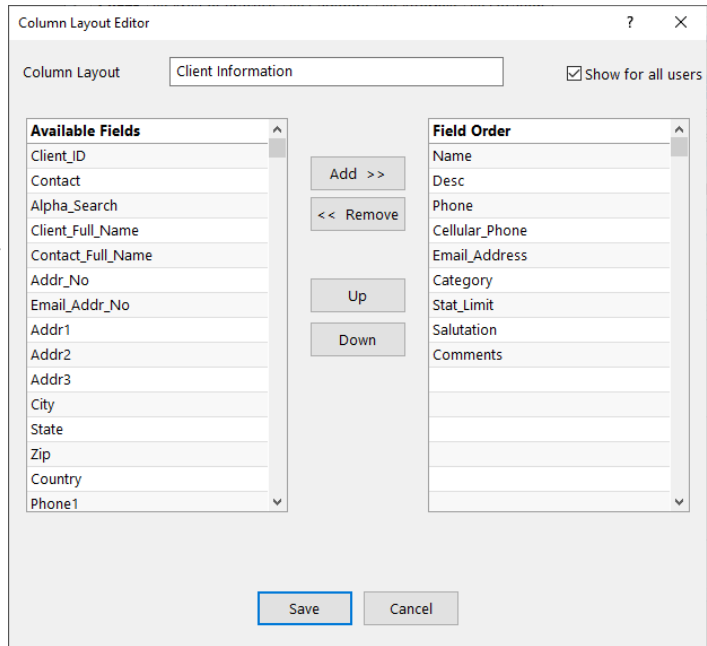 Column Layout Editor ? ×
Column Layout Client Information Show for all users
Available Fields
Client_ID
Contact
Alpha_Search
Client_Full_Name
Contact_Full_Name
Addr_No
Email_Addr_No
Addr1
Addr2
Addr3
City
State
Zip
Country
Phone1
Add >>
<< Remove
Up
Down
Field Order
Name
Desc
Phone
Cellular_Phone
Email_Address
Category
Stat_Limit
Salutation
Comments
Save Cancel